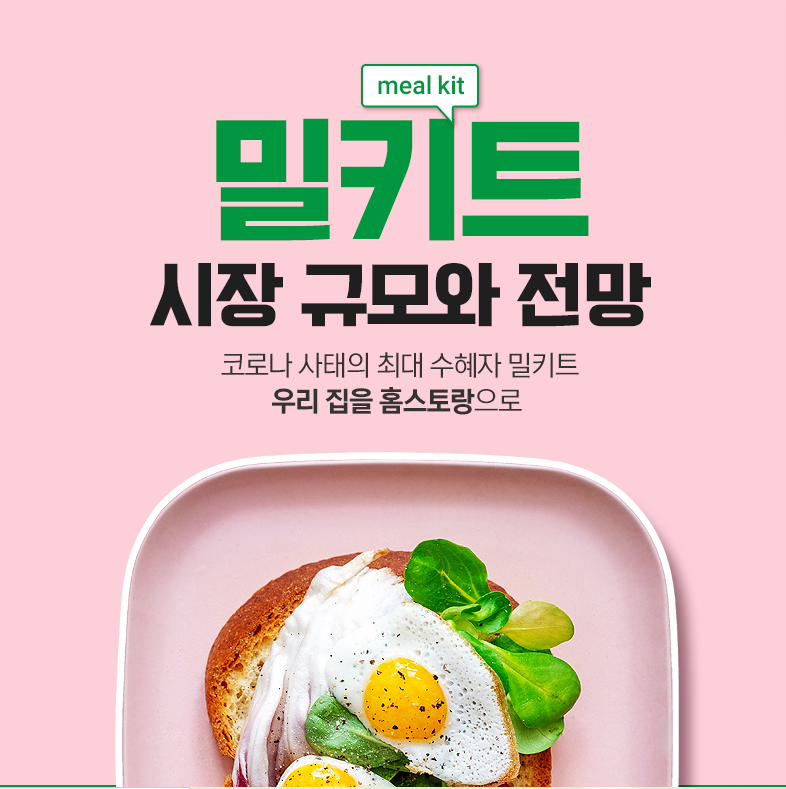 meal kit
밀키트
시장 규모와 전망
코로나 사태의 최대 수혜자 밀키트
우리 집을 홈스토랑으로